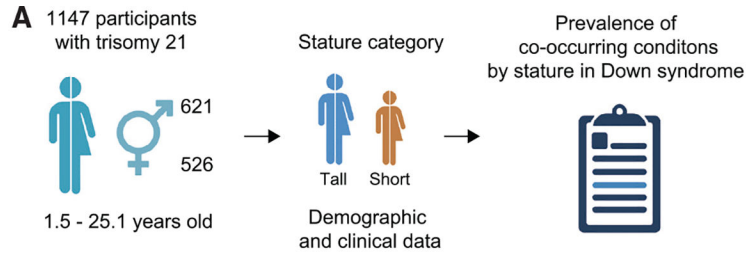 A
1147 participants
with trisomy 21
621
526
1.5 - 25.1 years old
Stature category
Tall
Short
Demographic
and clinical data
Prevalence of
co-occurring conditons
by stature in Down syndrome